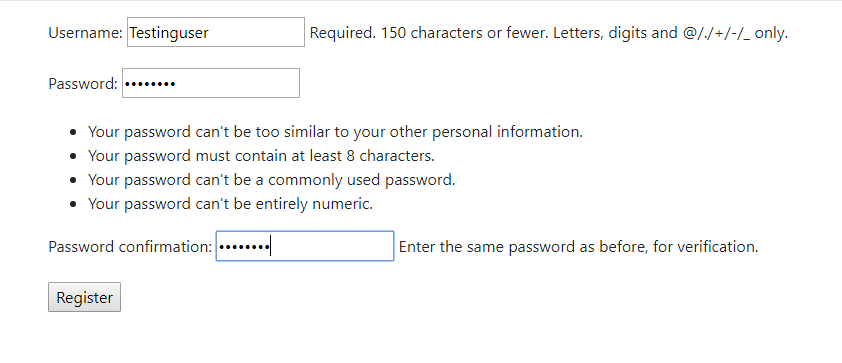 Username: Testinguser Required. 150 characters or fewer. Letters, digits and @/./+/-/_ only.
Password: ••••••••
• Your password can't be too similar to your other personal information.
• Your password must contain at least 8 characters.
• Your password can't be a commonly used password.
• Your password can't be entirely numeric.
Password confirmation: •••••••• Enter the same password as before, for verification.
Register